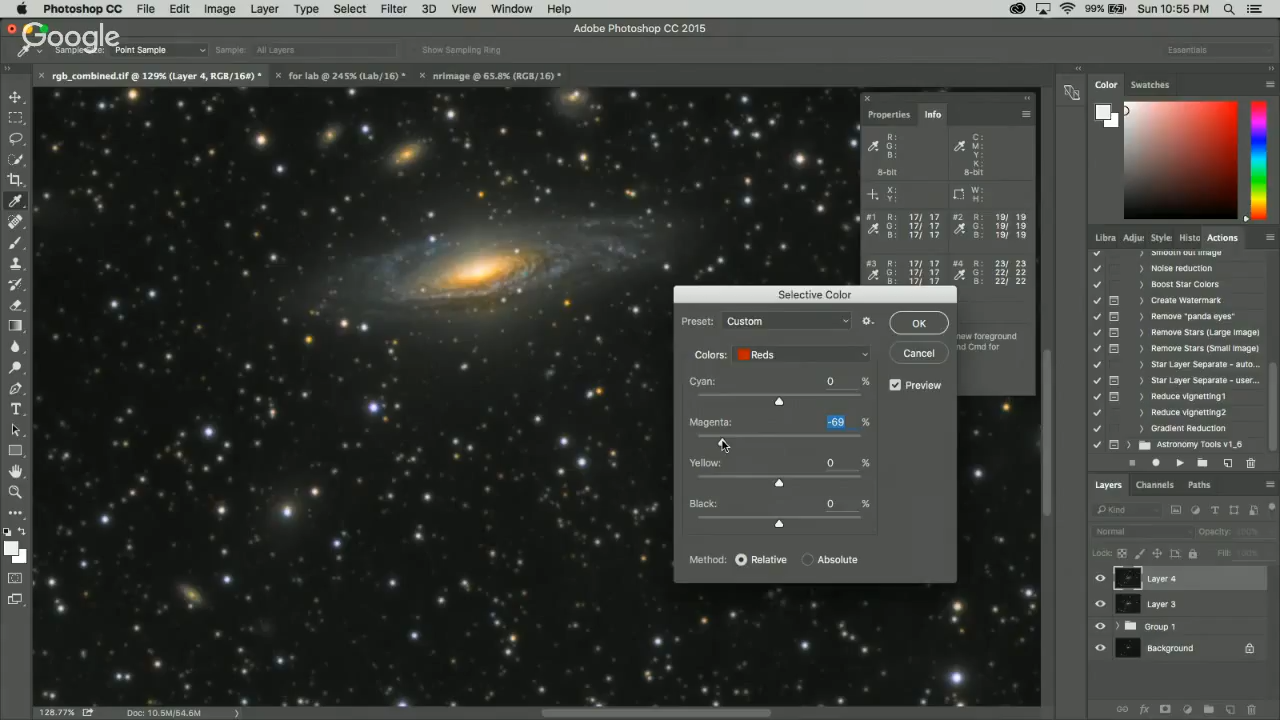 Photoshop CC File Edit Image Layer Type Select Filter 3D View Window Help 99% Sun 10:55 PM
Adobe Photoshop CC 2015
Google
Sample Size: Point Sample Sample: All Layers Show Sampling Ring Essentials
rgb_combined.tif @ 129% (Layer 4, RGB/16#) * for lab @ 245% (Lab/16) * nrimage @ 65.8% (RGB/16) *
Properties Info
R: C:
G: M:
B: Y:
K:
8-bit 8-bit
X: W:
Y: H:
#1 R: 17/ 17 #2 R: 19/ 19
G: 17/ 17 G: 19/ 19
B: 17/ 17 B: 19/ 19
#3 R: 17/ 17 #4 R: 23/ 23
G: 17/ 17 G: 22/ 22
B: 17/ 17 B: 22/ 22
new foreground
and Cmd for
Selective Color
Preset: Custom
OK
Colors: Reds
Cancel
Cyan: 0 %
Preview
Magenta: -69 %
Yellow: 0 %
Black: 0 %
Method: Relative Absolute
Color Swatches
Libra Adju: Style Histo Actions
Smooth out image
Noise reduction
Boost Star Colors
Create Watermark
Remove "panda eyes"
Remove Stars (Large Image)
Remove Stars (Small Image)
Star Layer Separate - auto...
Star Layer Separate - user...
Reduce vignetting1
Reduce vignetting2
Gradient Reduction
Astronomy Tools v1_6
Layers Channels Paths
Kind
Normal Opacity:
Lock: Fill:
Layer 4
Layer 3
Group 1
Background
128.77% Doc: 10.5M/54.6M